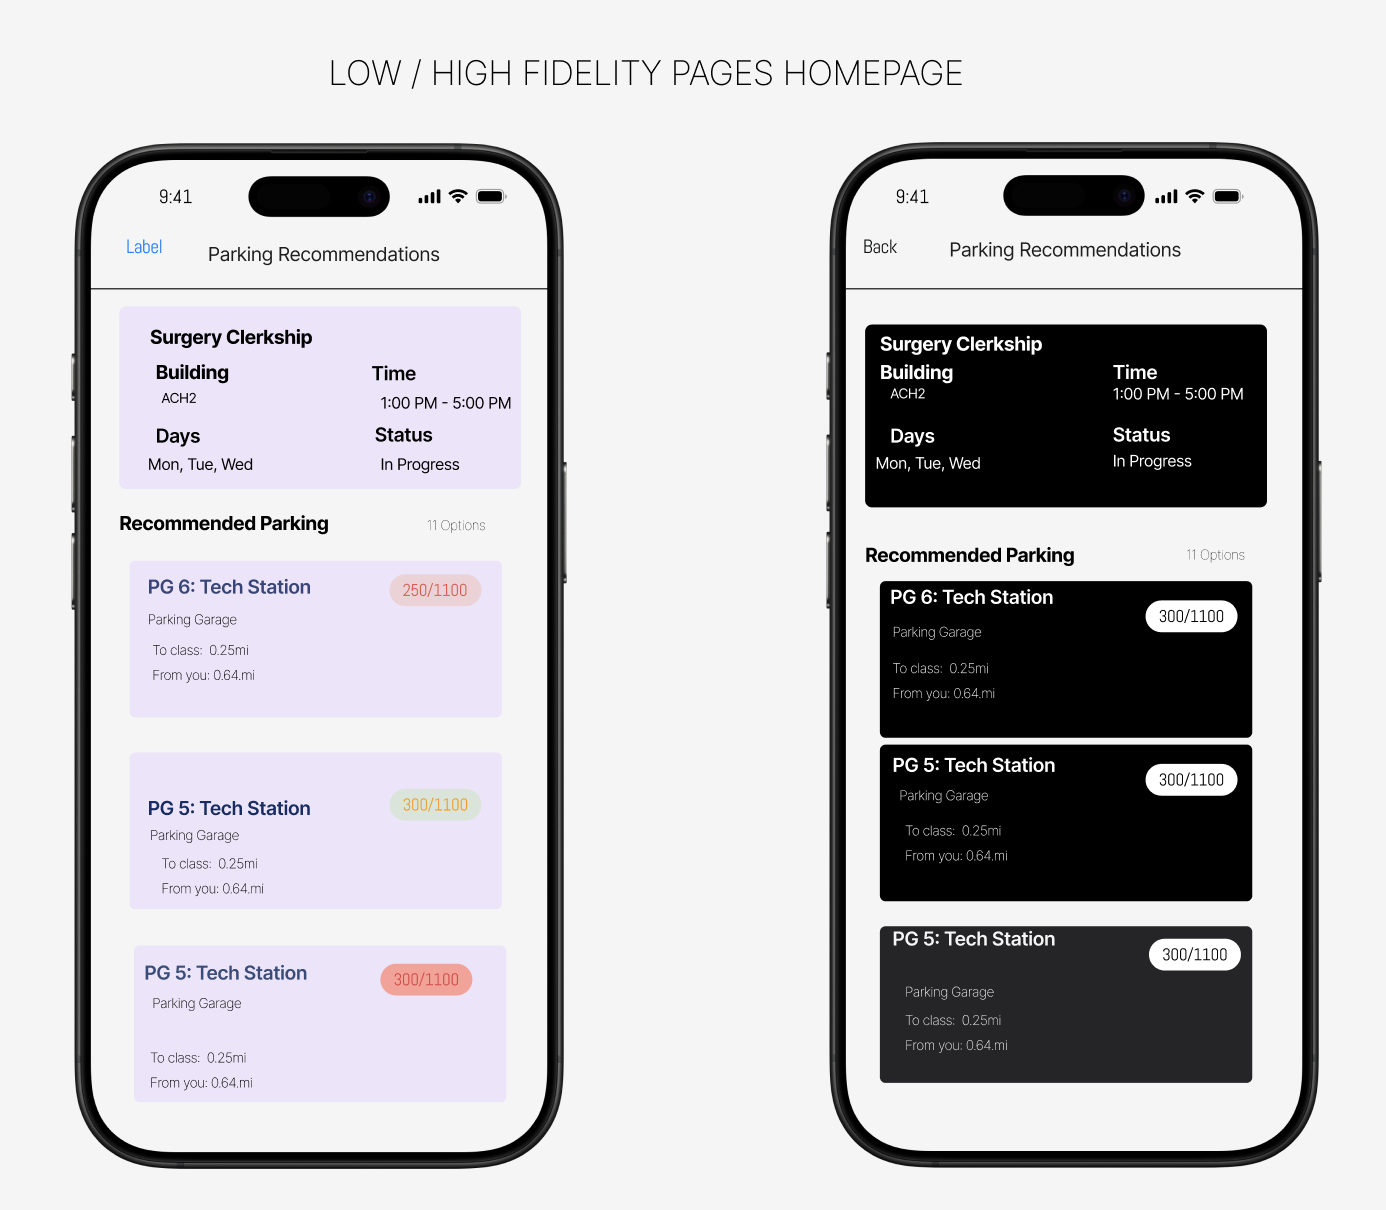 LOW / HIGH FIDELITY PAGES HOMEPAGE
9:41
Label
Parking Recommendations
Surgery Clerkship
Building
Time
ACH2
1:00 PM - 5:00 PM
Days
Status
Mon, Tue, Wed
In Progress
Recommended Parking
11 Options
PG 6: Tech Station
250/1100
Parking Garage
To class: 0.25mi
From you: 0.64.mi
PG 5: Tech Station
300/1100
Parking Garage
To class: 0.25mi
From you: 0.64.mi
PG 5: Tech Station
300/1100
Parking Garage
To class: 0.25mi
From you: 0.64.mi
9:41
Back
Parking Recommendations
Surgery Clerkship
Building
Time
ACH2
1:00 PM - 5:00 PM
Days
Status
Mon, Tue, Wed
In Progress
Recommended Parking
11 Options
PG 6: Tech Station
300/1100
Parking Garage
To class: 0.25mi
From you: 0.64.mi
PG 5: Tech Station
300/1100
Parking Garage
To class: 0.25mi
From you: 0.64.mi
PG 5: Tech Station
300/1100
Parking Garage
To class: 0.25mi
From you: 0.64.mi